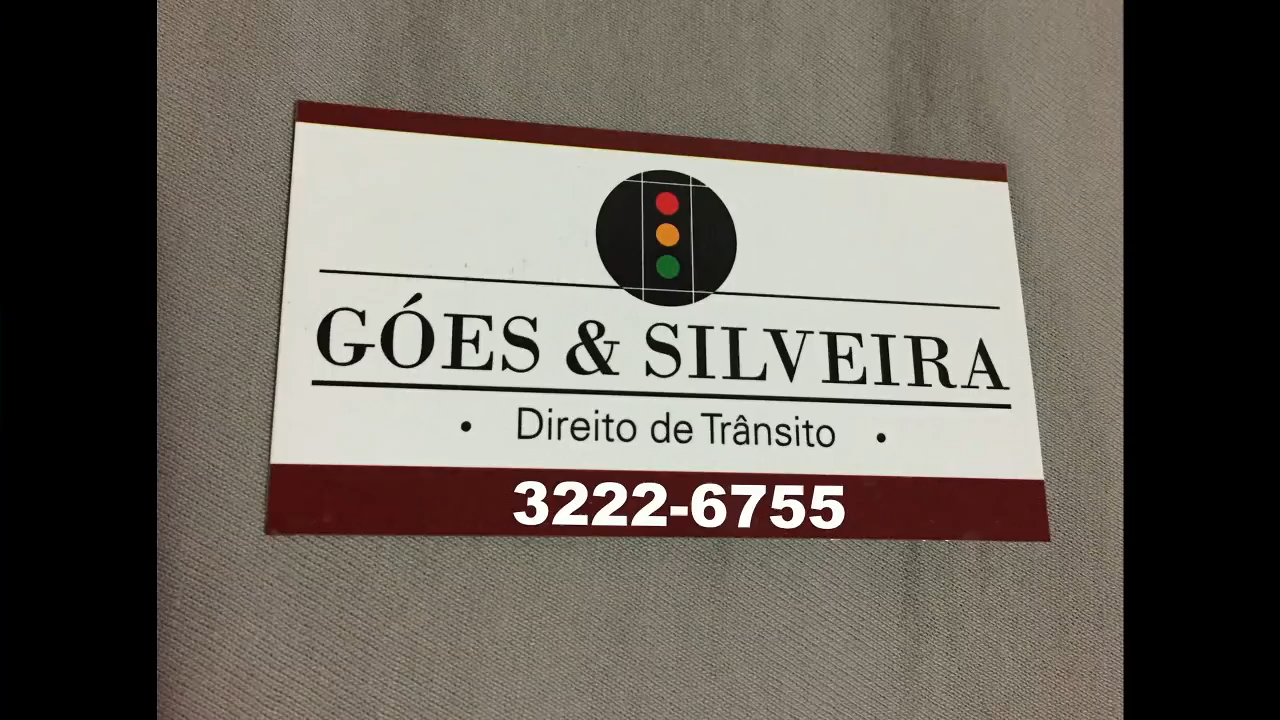 GÓES & SILVEIRA
• Direito de Trânsito •
3222-6755